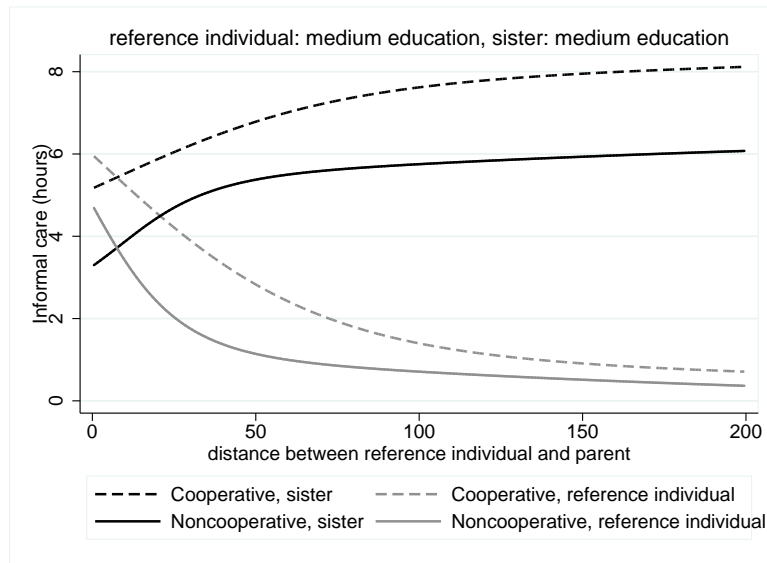 reference individual: medium education, sister: medium education
Informal care (hours)
8
6
4
2
0
0 50 100 150 200
distance between reference individual and parent
Cooperative, sister Cooperative, reference individual
Noncooperative, sister Noncooperative, reference individual